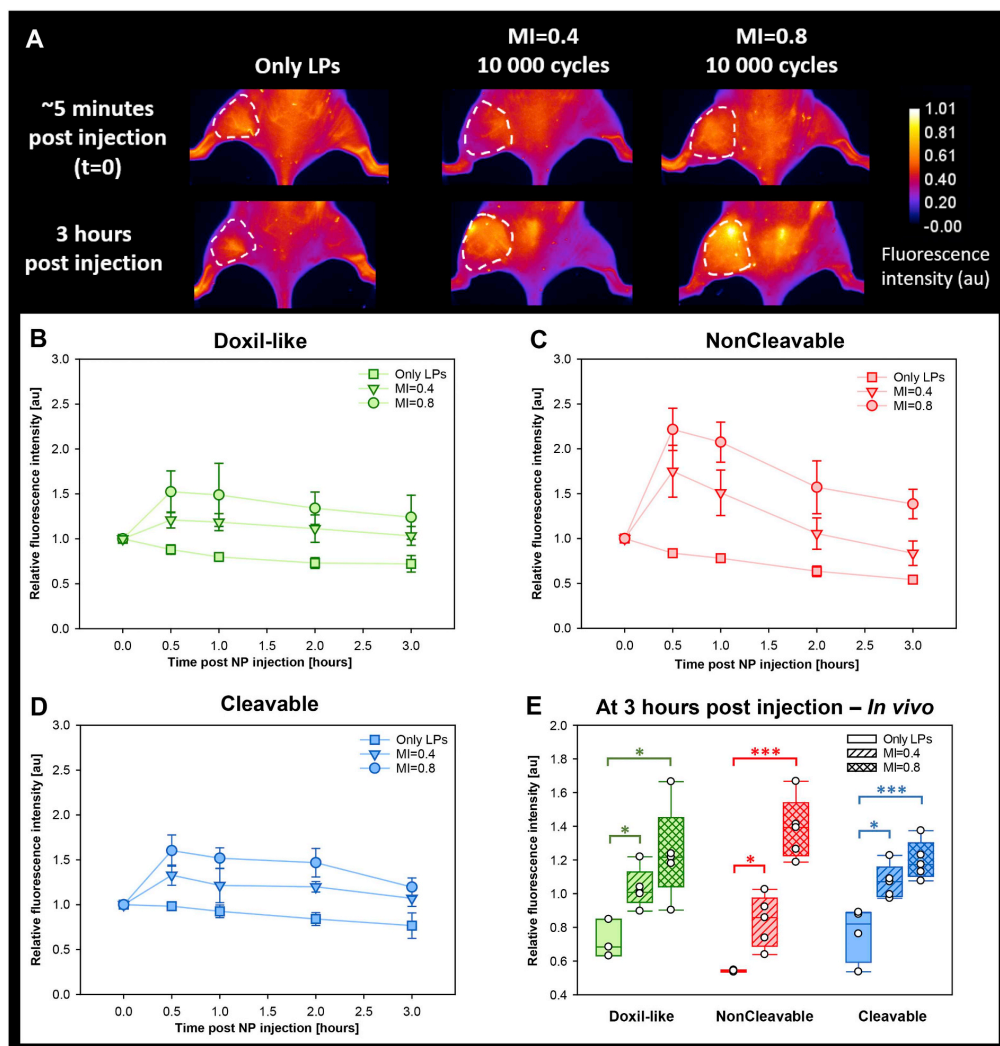 A
Only LPs
MI=0.4
10 000 cycles
MI=0.8
10 000 cycles
~5 minutes
post injection
(t=0)
3 hours
post injection
1.01
0.81
0.61
0.40
0.20
-0.00
Fluorescence
intensity (au)
B
Doxil-like
Relative fluorescence intensity [au]
3.0
2.5
2.0
1.5
1.0
0.5
0.0
Only LPs
MI=0.4
MI=0.8
0.0 0.5 1.0 1.5 2.0 2.5 3.0
Time post NP injection [hours]
C
NonCleavable
Relative fluorescence intensity [au]
3.0
2.5
2.0
1.5
1.0
0.5
0.0
Only LPs
MI=0.4
MI=0.8
0.0 0.5 1.0 1.5 2.0 2.5 3.0
Time post NP injection [hours]
D
Cleavable
Relative fluorescence intensity [au]
3.0
2.5
2.0
1.5
1.0
0.5
0.0
Only LPs
MI=0.4
MI=0.8
0.0 0.5 1.0 1.5 2.0 2.5 3.0
Time post NP injection [hours]
E
At 3 hours post injection – In vivo
Relative fluorescence intensity [au]
2.0
1.8
1.6
1.4
1.2
1.0
0.8
0.6
0.4
Only LPs
MI=0.4
MI=0.8
*
*
***
*
***
*
Doxil-like NonCleavable Cleavable